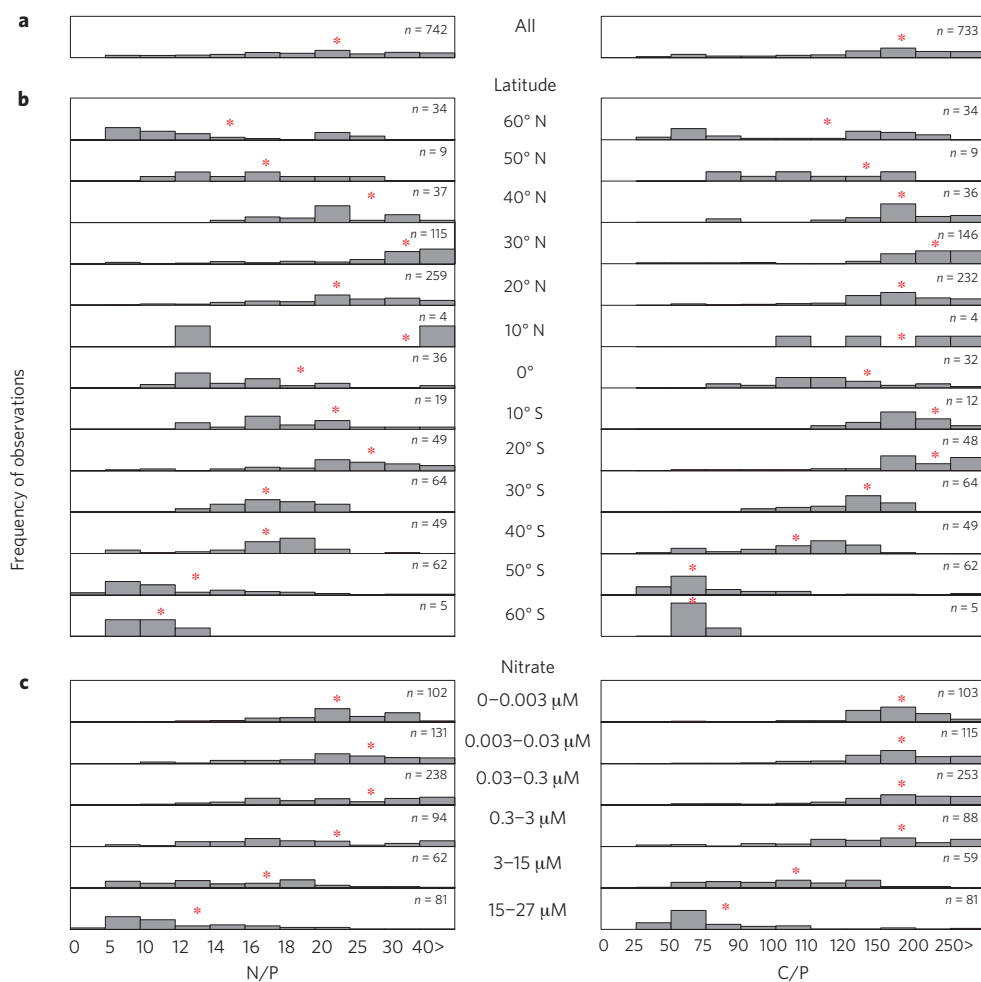 a
n = 742
All
n = 733
Latitude
b
n = 34
60° N
n = 34
n = 9
50° N
n = 9
n = 37
40° N
n = 36
n = 115
30° N
n = 146
n = 259
20° N
n = 232
n = 4
10° N
n = 4
n = 36
0°
n = 32
n = 19
10° S
n = 12
n = 49
20° S
n = 48
n = 64
30° S
n = 64
n = 49
40° S
n = 49
n = 62
50° S
n = 62
n = 5
60° S
n = 5
Frequency of observations
Nitrate
c
n = 102
0–0.003 μM
n = 103
n = 131
0.003–0.03 μM
n = 115
n = 238
0.03–0.3 μM
n = 253
n = 94
0.3–3 μM
n = 88
n = 62
3–15 μM
n = 59
n = 81
15–27 μM
n = 81
0 5 10 12 14 16 18 20 25 30 40>
0 25 50 75 90 100 110 120 150 200 250>
N/P
C/P